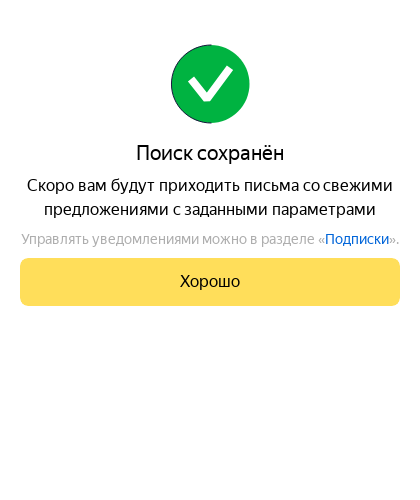 Поиск сохранён
Скоро вам будут приходить письма со свежими
предложениями с заданными параметрами
Управлять уведомлениями можно в разделе «Подписки».
Хорошо